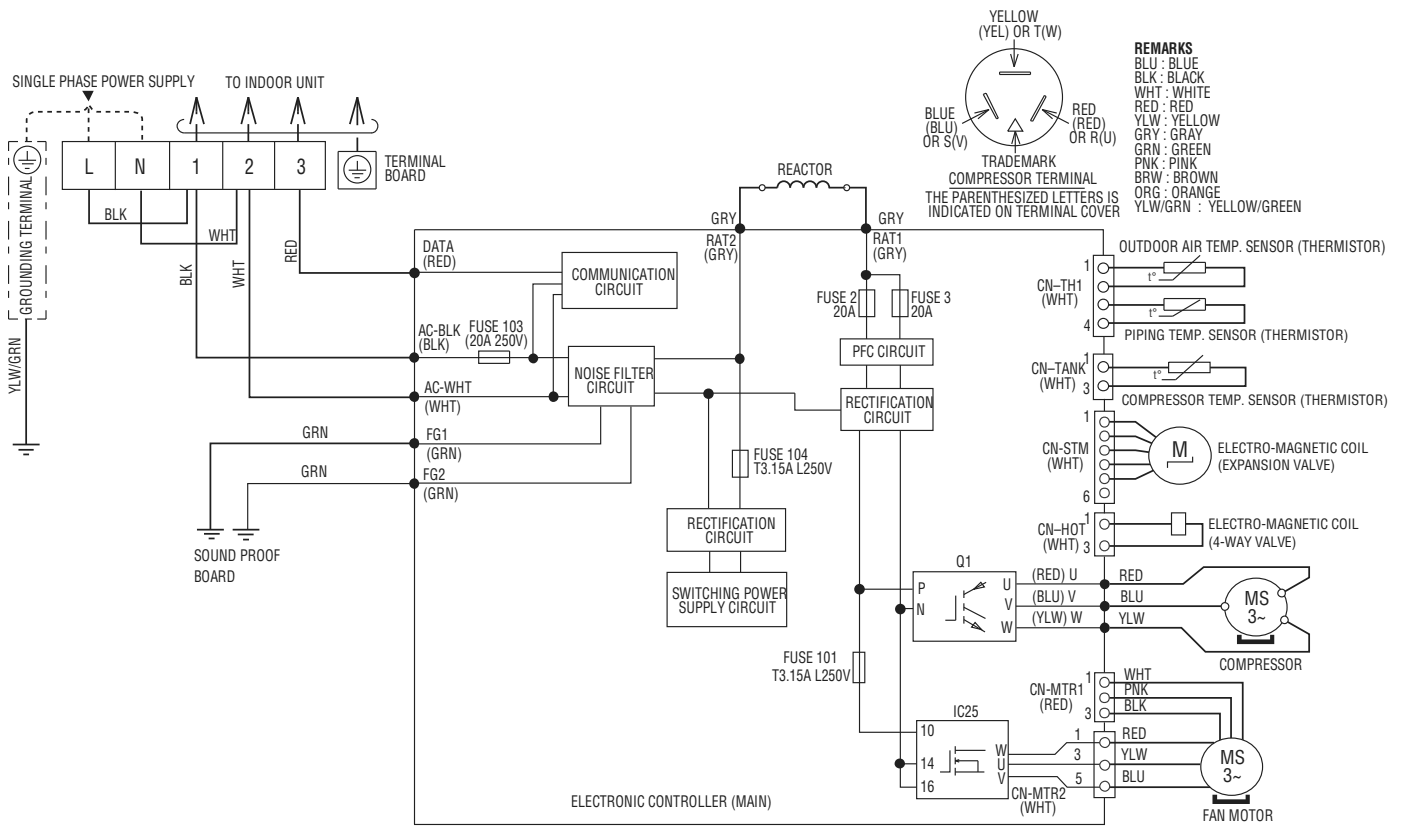 SINGLE PHASE POWER SUPPLY
TO INDOOR UNIT
L
N
1
2
3
TERMINAL
BOARD
GROUNDING TERMINAL
BLK
WHT
BLK
WHT
RED
YLW/GRN
YELLOW
(YEL) OR T(W)
BLUE
(BLU)
OR S(V)
RED
(RED)
OR R(U)
TRADEMARK
COMPRESSOR TERMINAL
THE PARENTHESIZED LETTERS IS
INDICATED ON TERMINAL COVER
REMARKS
BLU : BLUE
BLK : BLACK
WHT : WHITE
RED : RED
YLW : YELLOW
GRY : GRAY
GRN : GREEN
PNK : PINK
BRW : BROWN
ORG : ORANGE
YLW/GRN : YELLOW/GREEN
REACTOR
GRY
GRY
RAT2
(GRY)
RAT1
(GRY)
DATA
(RED)
COMMUNICATION
CIRCUIT
FUSE 2
20A
FUSE 3
20A
AC-BLK
(BLK)
FUSE 103
(20A 250V)
NOISE FILTER
CIRCUIT
PFC CIRCUIT
AC-WHT
(WHT)
RECTIFICATION
CIRCUIT
GRN
FG1
(GRN)
GRN
FG2
(GRN)
SOUND PROOF
BOARD
FUSE 104
T3.15A L250V
RECTIFICATION
CIRCUIT
SWITCHING POWER
SUPPLY CIRCUIT
FUSE 101
T3.15A L250V
OUTDOOR AIR TEMP. SENSOR (THERMISTOR)
CN–TH1
(WHT)
1
4
t°
t°
PIPING TEMP. SENSOR (THERMISTOR)
CN–TANK
(WHT)
1
3
t°
COMPRESSOR TEMP. SENSOR (THERMISTOR)
CN-STM
(WHT)
1
6
M
ELECTRO-MAGNETIC COIL
(EXPANSION VALVE)
CN–HOT
(WHT)
1
3
ELECTRO-MAGNETIC COIL
(4-WAY VALVE)
Q1
P
N
U
V
W
(RED) U
(BLU) V
(YLW) W
RED
BLU
YLW
MS
3~
COMPRESSOR
CN-MTR1
(RED)
1
3
WHT
PNK
BLK
IC25
10
14
16
W
U
V
1
3
5
CN-MTR2
(WHT)
RED
YLW
BLU
MS
3~
FAN MOTOR
ELECTRONIC CONTROLLER (MAIN)